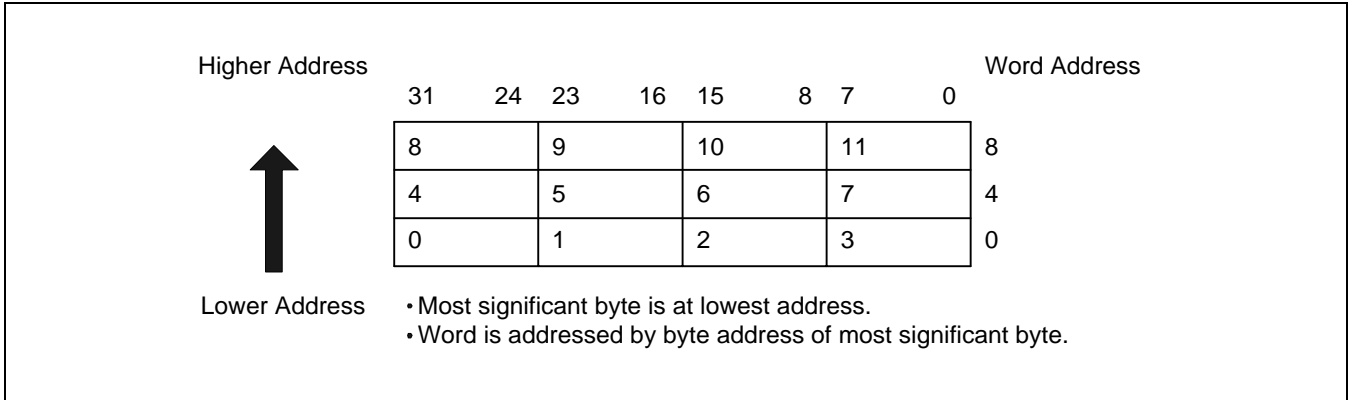 Higher Address Word Address
31 24 23 16 15 8 7 0
8 9 10 11 8
4 5 6 7 4
0 1 2 3 0
Lower Address • Most significant byte is at lowest address.
• Word is addressed by byte address of most significant byte.